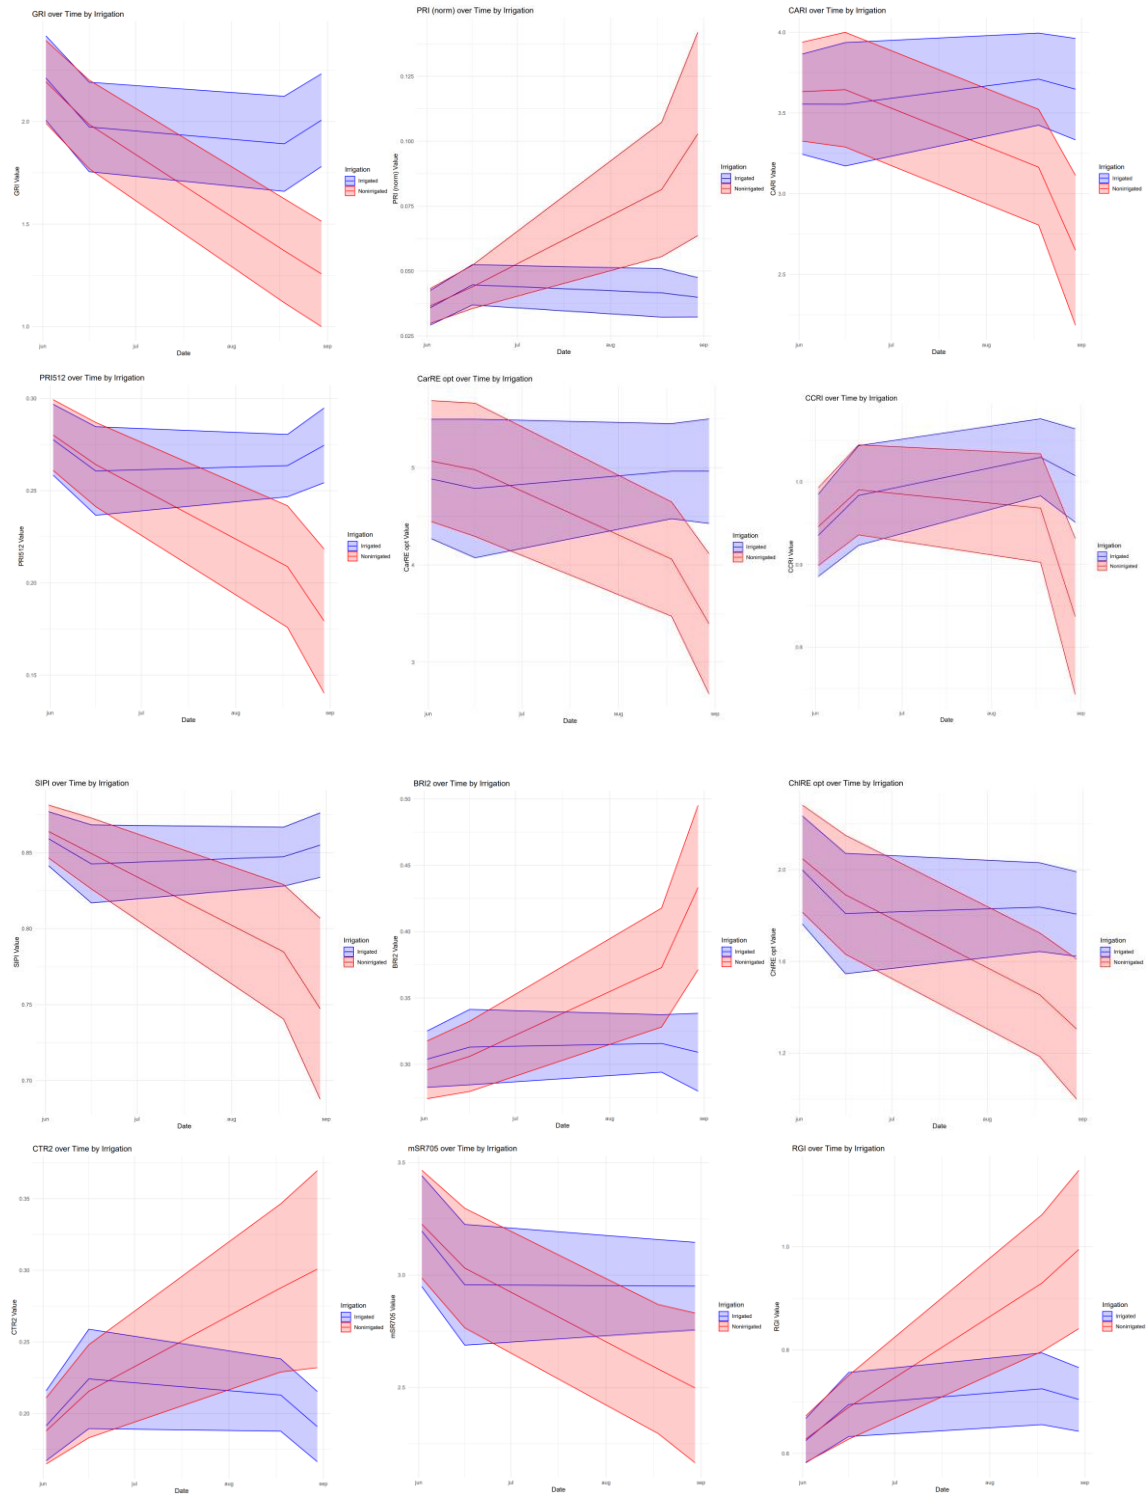 GRI over Time by Irrigation
GRI Value
2.0
1.5
1.0
jun
jul
aug
sep
Date
Irrigation
Irrigated
Nonirrigated
PRI (norm) over Time by Irrigation
PRI (norm) Value
0.125
0.100
0.075
0.050
0.025
jun
jul
aug
sep
Date
Irrigation
Irrigated
Nonirrigated
CARI over Time by Irrigation
CARI Value
4.0
3.5
3.0
2.5
jun
jul
aug
sep
Date
Irrigation
Irrigated
Nonirrigated
PRI512 over Time by Irrigation
PRI512 Value
0.30
0.25
0.20
0.15
jun
jul
aug
sep
Date
Irrigation
Irrigated
Nonirrigated
CarRE opt over Time by Irrigation
CarRE opt Value
5
4
3
jun
jul
aug
sep
Date
Irrigation
Irrigated
Nonirrigated
CCRI over Time by Irrigation
CCRI Value
1.0
0.9
0.8
jun
jul
aug
sep
Date
Irrigation
Irrigated
Nonirrigated
SIPI over Time by Irrigation
SIPI Value
0.85
0.80
0.75
0.70
jun
jul
aug
sep
Date
Irrigation
Irrigated
Nonirrigated
BRI2 over Time by Irrigation
BRI2 Value
0.50
0.45
0.40
0.35
0.30
jun
jul
aug
sep
Date
Irrigation
Irrigated
Nonirrigated
ChlRE opt over Time by Irrigation
ChlRE opt Value
2.0
1.6
1.2
jun
jul
aug
sep
Date
Irrigation
Irrigated
Nonirrigated
CTR2 over Time by Irrigation
CTR2 Value
0.35
0.30
0.25
0.20
jun
jul
aug
sep
Date
Irrigation
Irrigated
Nonirrigated
mSR705 over Time by Irrigation
mSR705 Value
3.5
3.0
2.5
jun
jul
aug
sep
Date
Irrigation
Irrigated
Nonirrigated
RGI over Time by Irrigation
RGI Value
1.0
0.8
0.6
jun
jul
aug
sep
Date
Irrigation
Irrigated
Nonirrigated